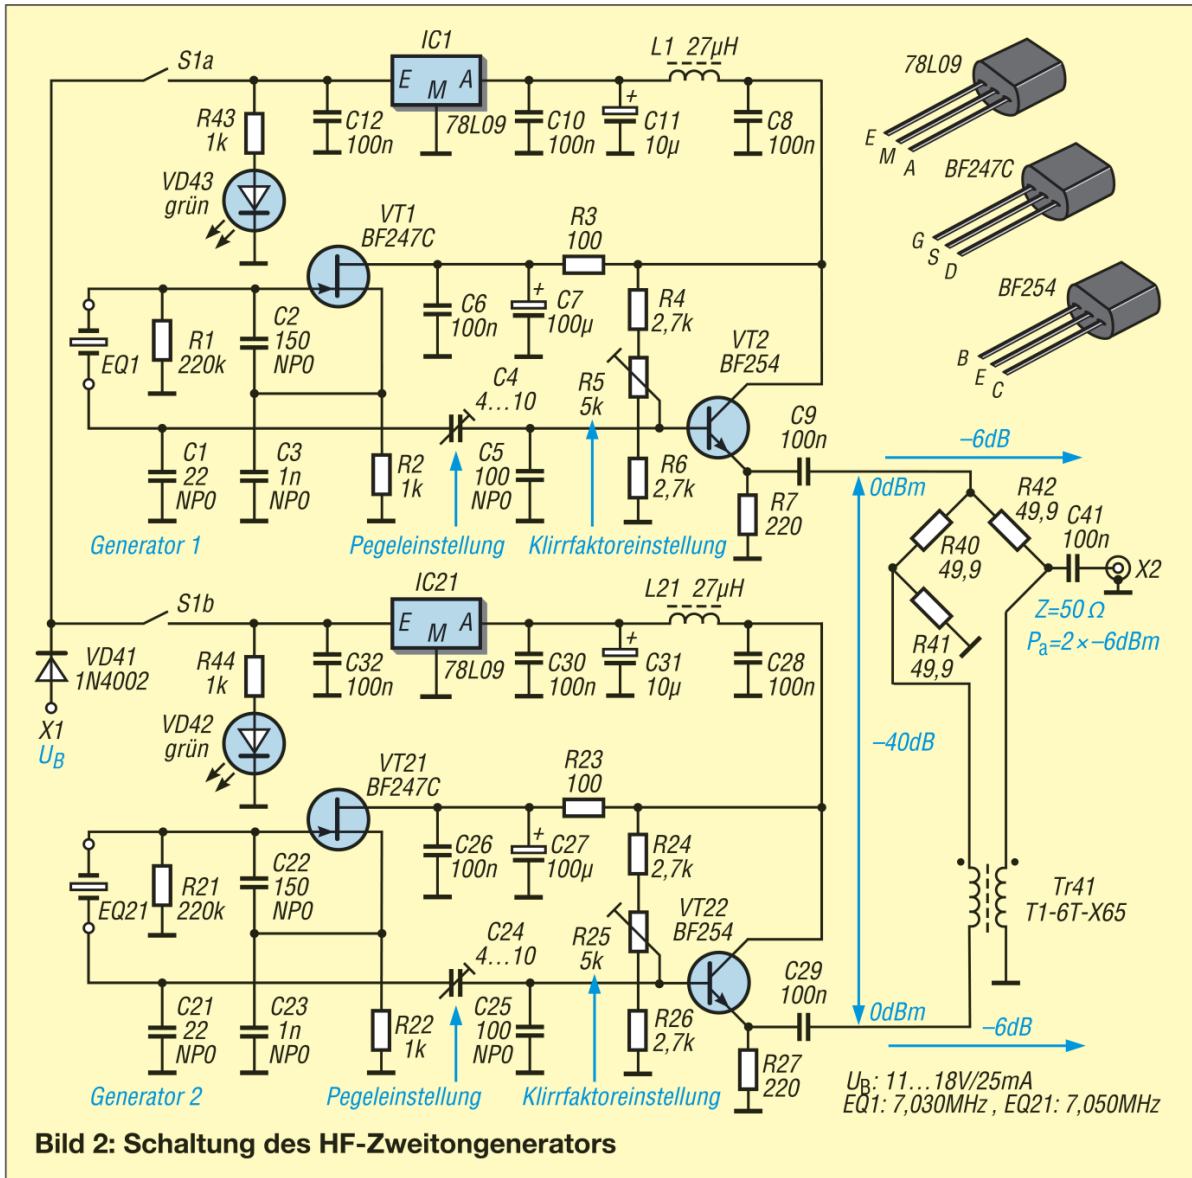 S1a
IC1
E
M
A
78L09
L1 27µH
R43
1k
C12
100n
C10
100n
+
C11
10µ
C8
100n
VD43
grün
VT1
BF247C
R3
100
C6
100n
+
C7
100µ
R4
2,7k
EQ1
R1
220k
C2
150
NP0
C4
4...10
R5
5k
VT2
BF254
C9
100n
C1
22
NP0
C3
1n
NP0
R2
1k
C5
100
NP0
R6
2,7k
R7
220
Generator 1
Pegeleinstellung
Klirrfaktoreinstellung
78L09
E
M
A
BF247C
G
S
D
BF254
B
E
C
–6dB
0dBm
R42
49,9
C41
100n
R40
49,9
X2
R41
49,9
Z=50 Ω
Pa=2×–6dBm
–40dB
S1b
IC21
E
M
A
78L09
L21 27µH
VD41
1N4002
X1
UB
R44
1k
C32
100n
C30
100n
+
C31
10µ
C28
100n
VD42
grün
VT21
BF247C
R23
100
C26
100n
+
C27
100µ
R24
2,7k
EQ21
R21
220k
C22
150
NP0
C24
4...10
R25
5k
VT22
BF254
C29
100n
Tr41
T1-6T-X65
C21
22
NP0
C23
1n
NP0
R22
1k
C25
100
NP0
R26
2,7k
R27
220
0dBm
–6dB
Generator 2
Pegeleinstellung
Klirrfaktoreinstellung
UB: 11...18V/25mA
EQ1: 7,030MHz , EQ21: 7,050MHz
Bild 2: Schaltung des HF-Zweitongenerators